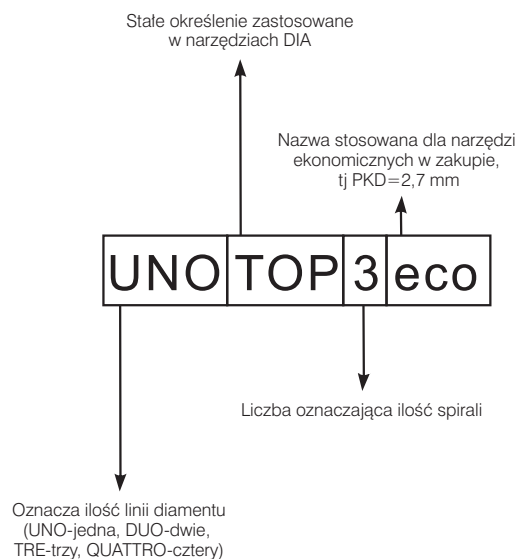 Stałe określenie zastosowane
w narzędziach DIA
Nazwa stosowana dla narzędzi
ekonomicznych w zakupie,
tj PKD=2,7 mm
UNO TOP 3 eco
Liczba oznaczająca ilość spirali
Oznacza ilość linii diamentu
(UNO-jedna, DUO-dwie,
TRE-trzy, QUATTRO-cztery)